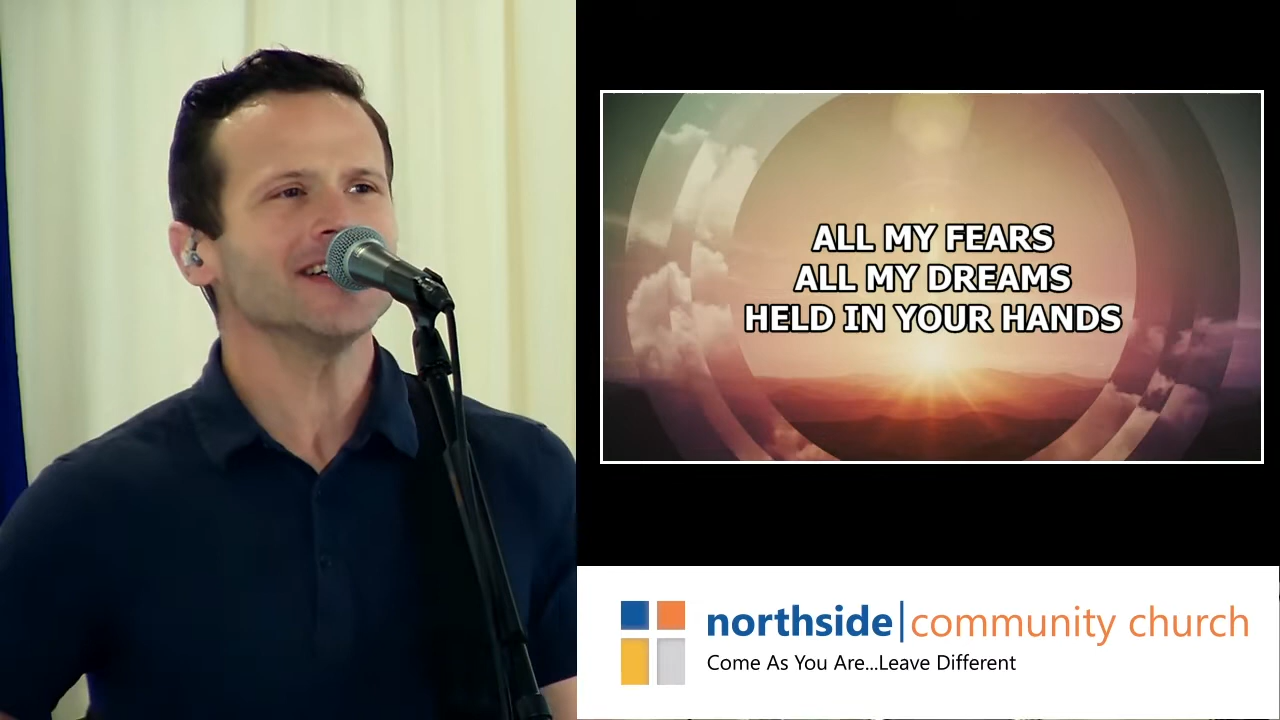 ALL MY FEARS
ALL MY DREAMS
HELD IN YOUR HANDS
northside|community church
Come As You Are...Leave Different